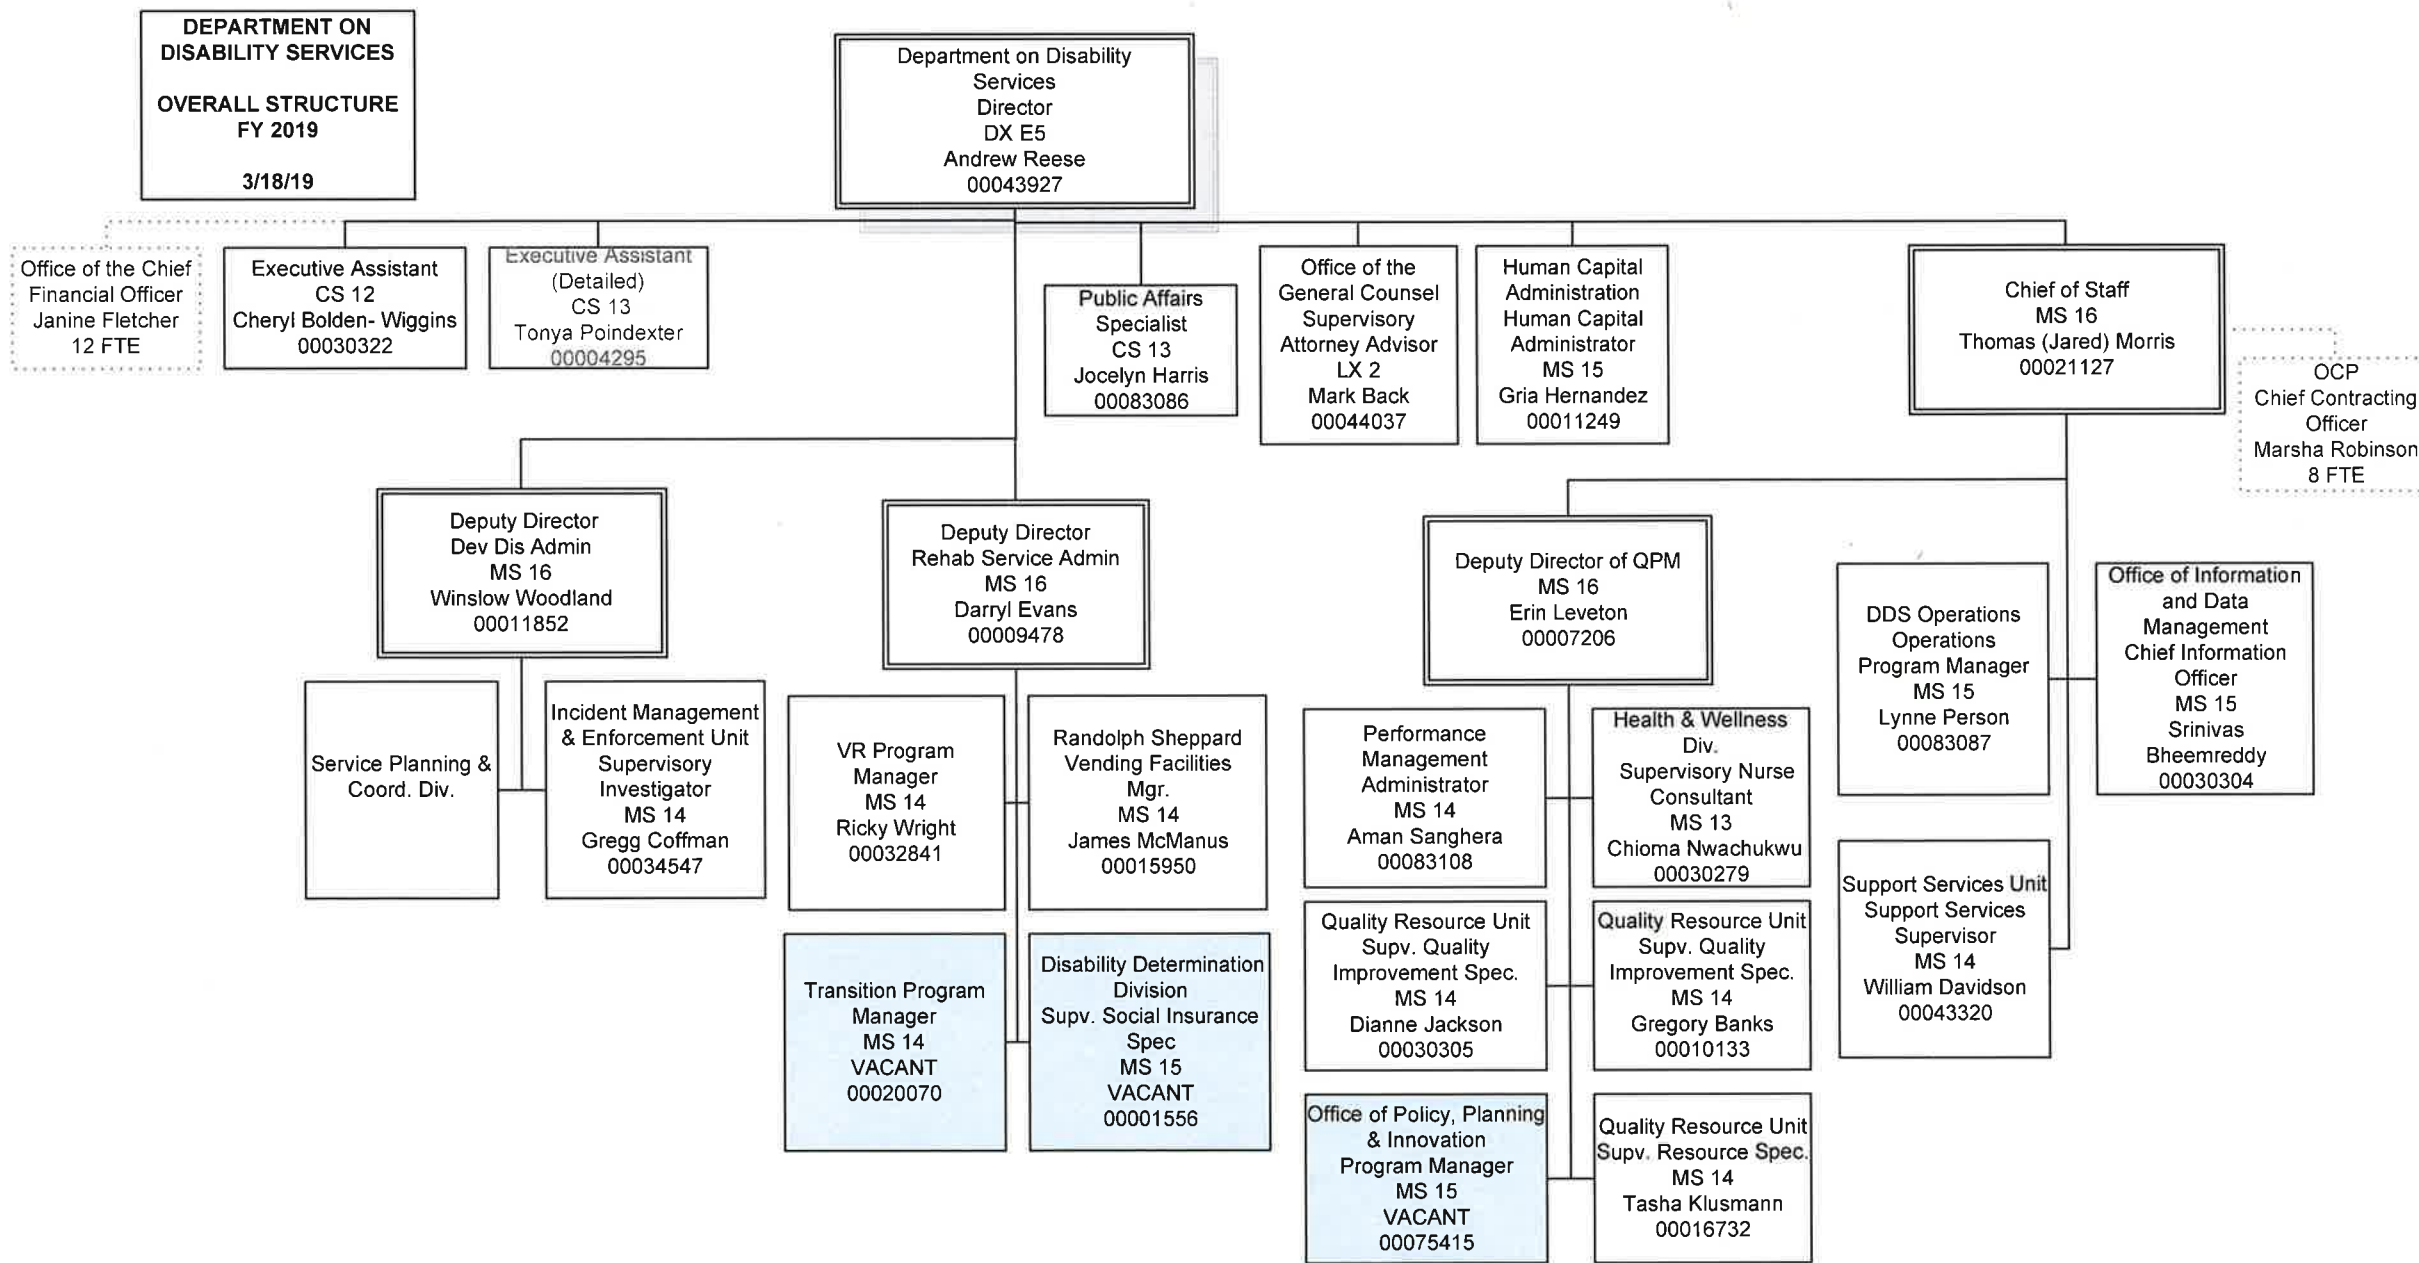 DEPARTMENT ON
DISABILITY SERVICES
OVERALL STRUCTURE
FY 2019
3/18/19
Department on Disability
Services
Director
DX E5
Andrew Reese
00043927
Office of the Chief
Financial Officer
Janine Fletcher
12 FTE
Executive Assistant
CS 12
Cheryl Bolden- Wiggins
00030322
Executive Assistant
(Detailed)
CS 13
Tonya Poindexter
00004295
Public Affairs
Specialist
CS 13
Jocelyn Harris
00083086
Office of the
General Counsel
Supervisory
Attorney Advisor
LX 2
Mark Back
00044037
Human Capital
Administration
Human Capital
Administrator
MS 15
Gria Hernandez
00011249
Chief of Staff
MS 16
Thomas (Jared) Morris
00021127
OCP
Chief Contracting
Officer
Marsha Robinson
8 FTE
Deputy Director
Dev Dis Admin
MS 16
Winslow Woodland
00011852
Deputy Director
Rehab Service Admin
MS 16
Darryl Evans
00009478
Deputy Director of QPM
MS 16
Erin Leveton
00007206
DDS Operations
Operations
Program Manager
MS 15
Lynne Person
00083087
Office of Information
and Data
Management
Chief Information
Officer
MS 15
Srinivas
Bheemreddy
00030304
Service Planning &
Coord. Div.
Incident Management
& Enforcement Unit
Supervisory
Investigator
MS 14
Gregg Coffman
00034547
VR Program
Manager
MS 14
Ricky Wright
00032841
Randolph Sheppard
Vending Facilities
Mgr.
MS 14
James McManus
00015950
Performance
Management
Administrator
MS 14
Aman Sanghera
00083108
Health & Wellness
Div.
Supervisory Nurse
Consultant
MS 13
Chioma Nwachukwu
00030279
Support Services Unit
Support Services
Supervisor
MS 14
William Davidson
00043320
Transition Program
Manager
MS 14
VACANT
00020070
Disability Determination
Division
Supv. Social Insurance
Spec
MS 15
VACANT
00001556
Quality Resource Unit
Supv. Quality
Improvement Spec.
MS 14
Dianne Jackson
00030305
Quality Resource Unit
Supv. Quality
Improvement Spec.
MS 14
Gregory Banks
00010133
Office of Policy, Planning
& Innovation
Program Manager
MS 15
VACANT
00075415
Quality Resource Unit
Supv. Resource Spec.
MS 14
Tasha Klusmann
00016732